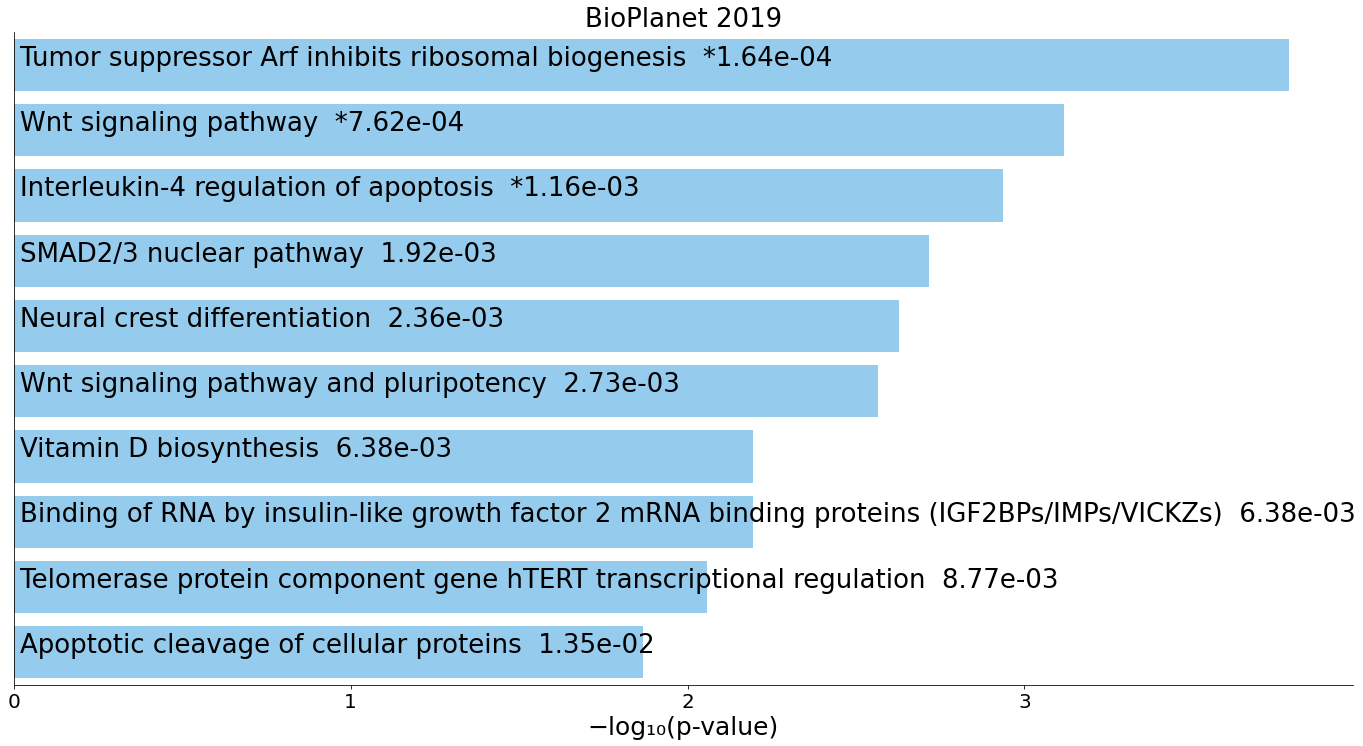 BioPlanet 2019
Tumor suppressor Arf inhibits ribosomal biogenesis *1.64e-04
Wnt signaling pathway *7.62e-04
Interleukin-4 regulation of apoptosis *1.16e-03
SMAD2/3 nuclear pathway 1.92e-03
Neural crest differentiation 2.36e-03
Wnt signaling pathway and pluripotency 2.73e-03
Vitamin D biosynthesis 6.38e-03
Binding of RNA by insulin-like growth factor 2 mRNA binding proteins (IGF2BPs/IMPs/VICKZs) 6.38e-03
Telomerase protein component gene hTERT transcriptional regulation 8.77e-03
Apoptotic cleavage of cellular proteins 1.35e-02
0 1 2 3
−log₁₀(p-value)